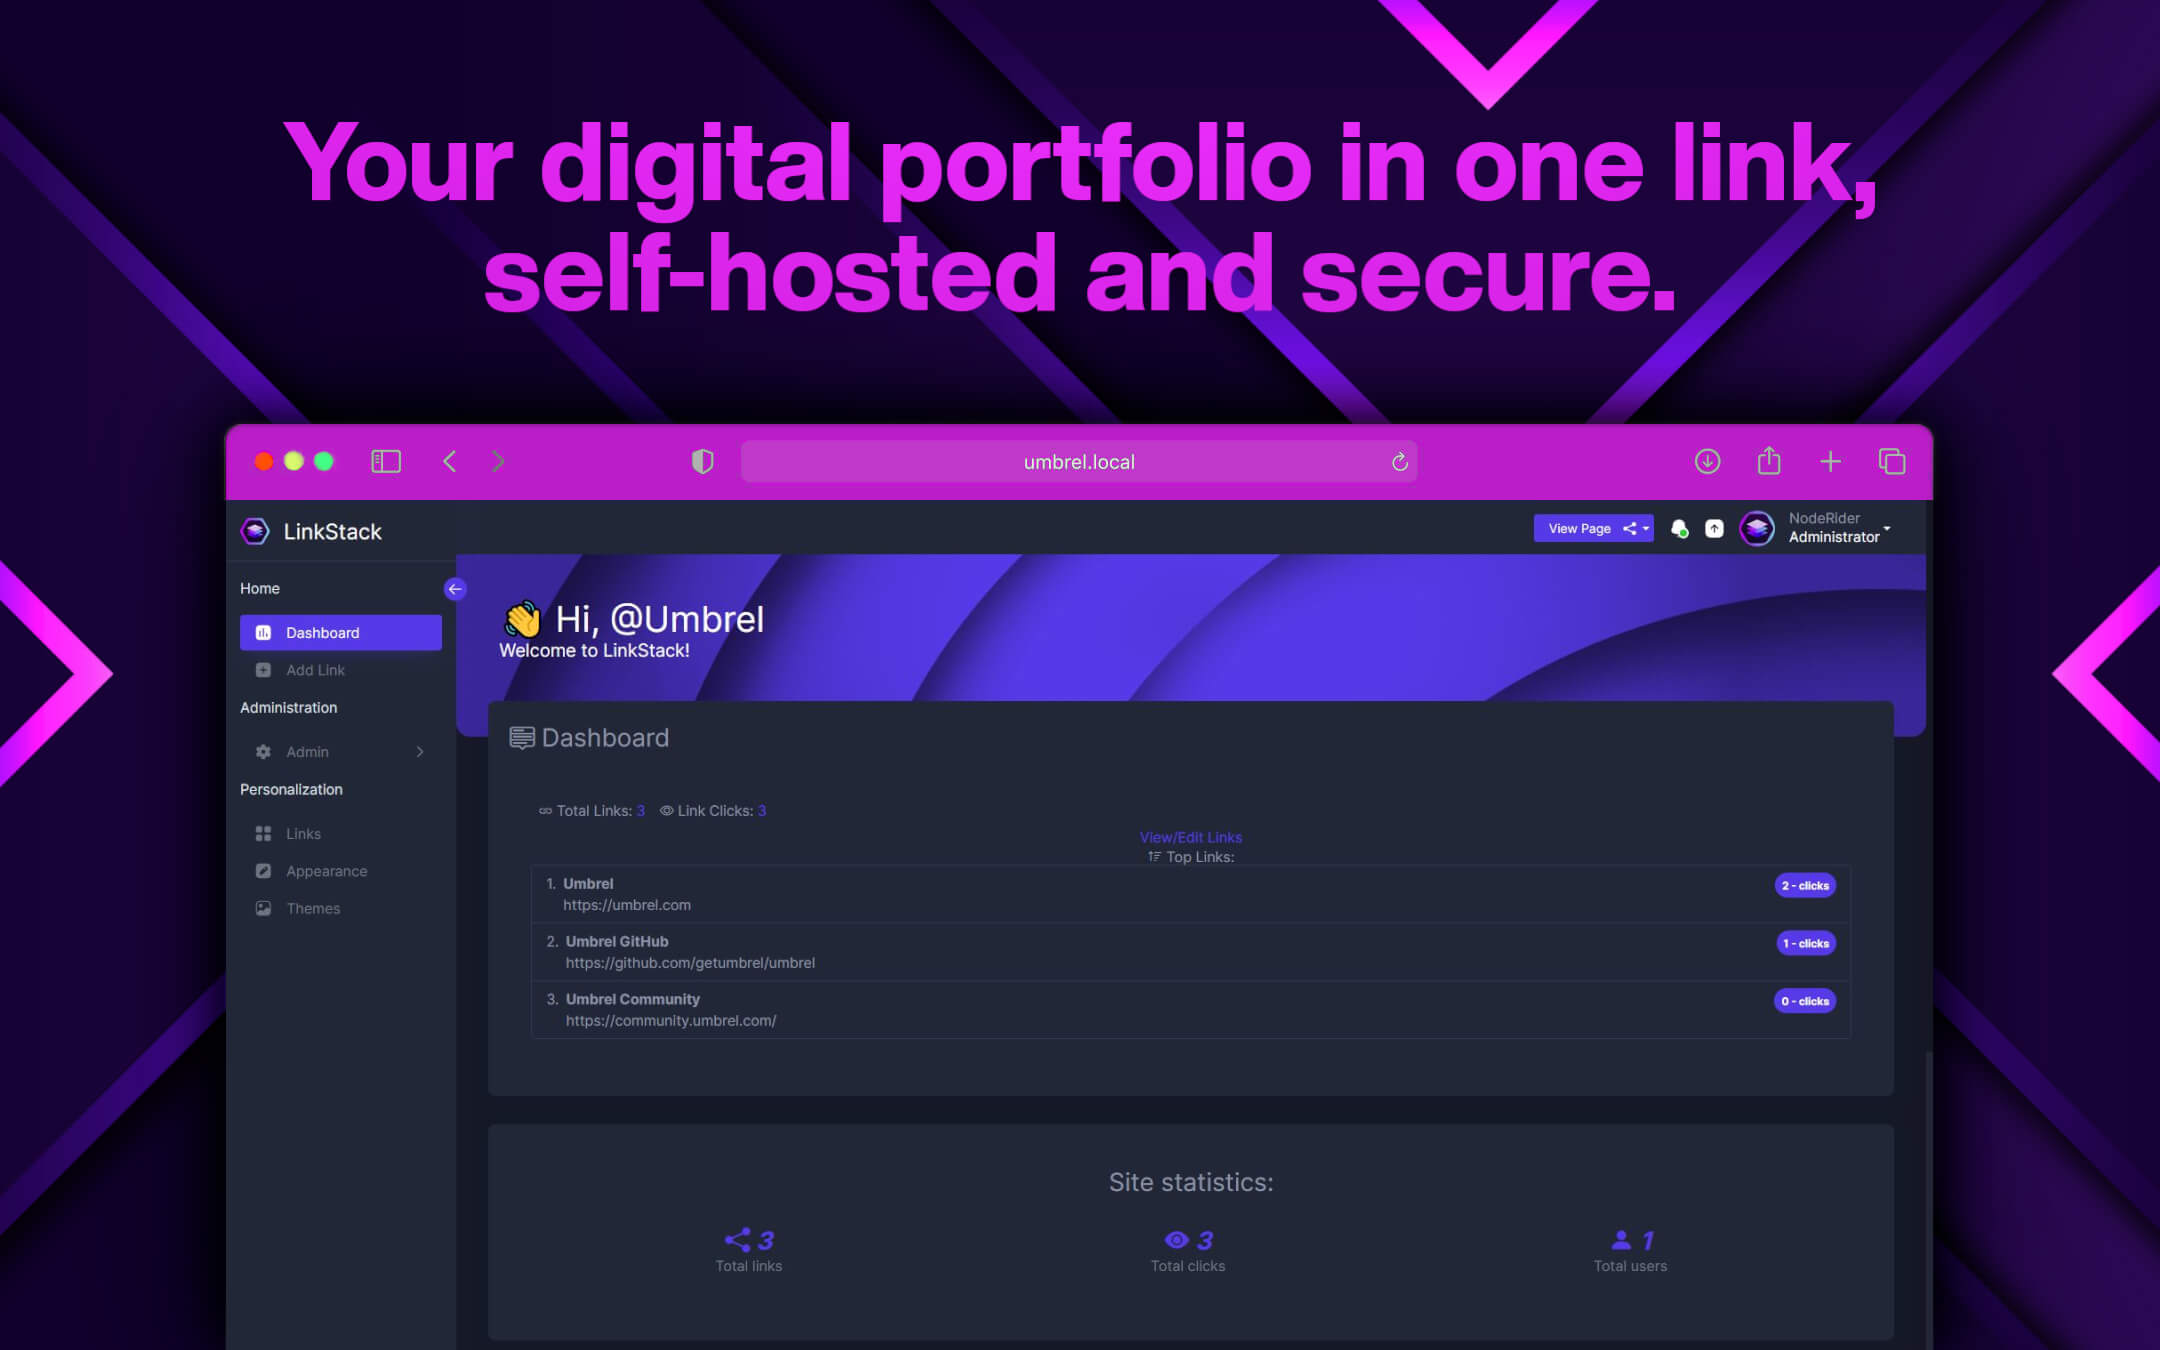 Your digital portfolio in one link,
self-hosted and secure.
umbrel.local
LinkStack
View Page
NodeRider
Administrator
Home
Dashboard
Add Link
Administration
Admin
Personalization
Links
Appearance
Themes
👋 Hi, @Umbrel
Welcome to LinkStack!
Dashboard
Total Links: 3 Link Clicks: 3
View/Edit Links
Top Links:
1. Umbrel
https://umbrel.com
2 - clicks
2. Umbrel GitHub
https://github.com/getumbrel/umbrel
1 - clicks
3. Umbrel Community
https://community.umbrel.com/
0 - clicks
Site statistics:
3
Total links
3
Total clicks
1
Total users